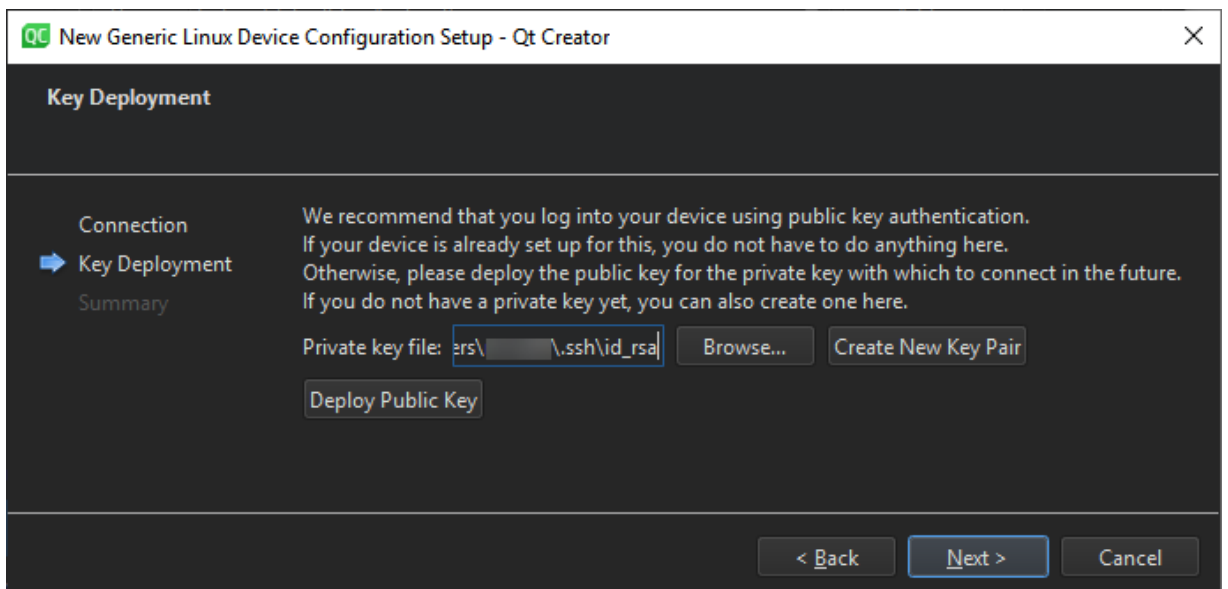 QC New Generic Linux Device Configuration Setup - Qt Creator
Key Deployment
Connection
Key Deployment
Summary
We recommend that you log into your device using public key authentication.
If your device is already set up for this, you do not have to do anything here.
Otherwise, please deploy the public key for the private key with which to connect in the future.
If you do not have a private key yet, you can also create one here.
Private key file: ers\ \.ssh\id_rsa Browse... Create New Key Pair
Deploy Public Key
< Back Next > Cancel